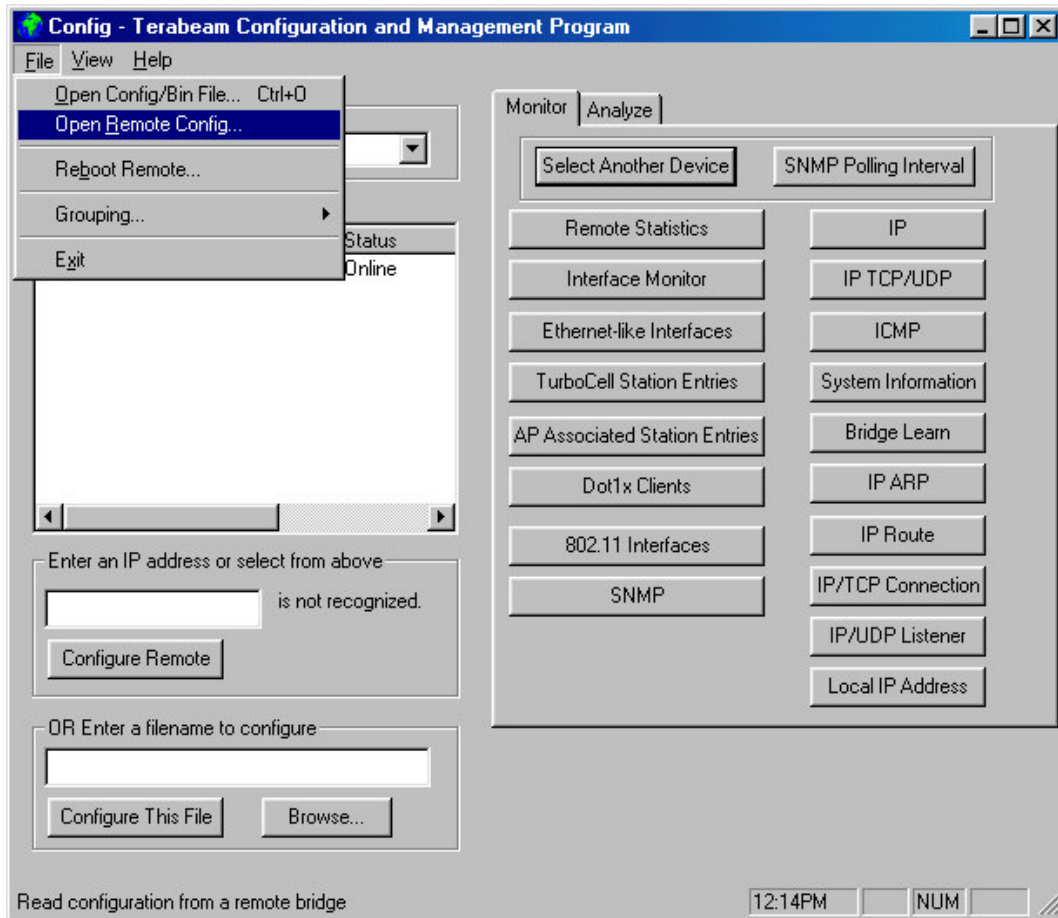 Config - Terabeam Configuration and Management Program
File View Help
Open Config/Bin File... Ctrl+O
Open Remote Config...
Reboot Remote...
Grouping...
Exit
Status
Online
Enter an IP address or select from above
is not recognized.
Configure Remote
OR Enter a filename to configure
Configure This File Browse...
Monitor Analyze
Select Another Device SNMP Polling Interval
Remote Statistics IP
Interface Monitor IP TCP/UDP
Ethernet-like Interfaces ICMP
TurboCell Station Entries System Information
AP Associated Station Entries Bridge Learn
Dot1x Clients IP ARP
802.11 Interfaces IP Route
SNMP IP/TCP Connection
IP/UDP Listener
Local IP Address
Read configuration from a remote bridge 12:14PM NUM